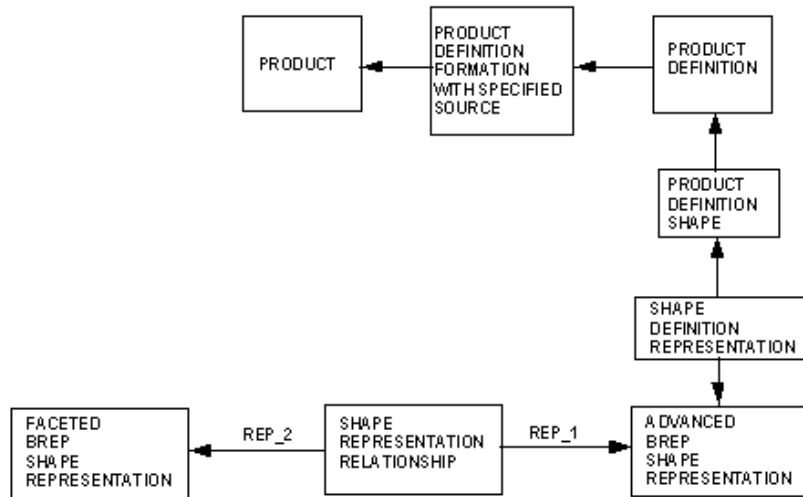 PRODUCT
PRODUCT
DEFINITION
FORMATION
WITH SPECIFIED
SOURCE
PRODUCT
DEFINITION
PRODUCT
DEFINITION
SHAPE
SHAPE
DEFINITION
REPRESENTATION
FACETED
BREP
SHAPE
REPRESENTATION
REP_2
SHAPE
REPRESENTATION
RELATIONSHIP
REP_1
ADVANCED
BREP
SHAPE
REPRESENTATION